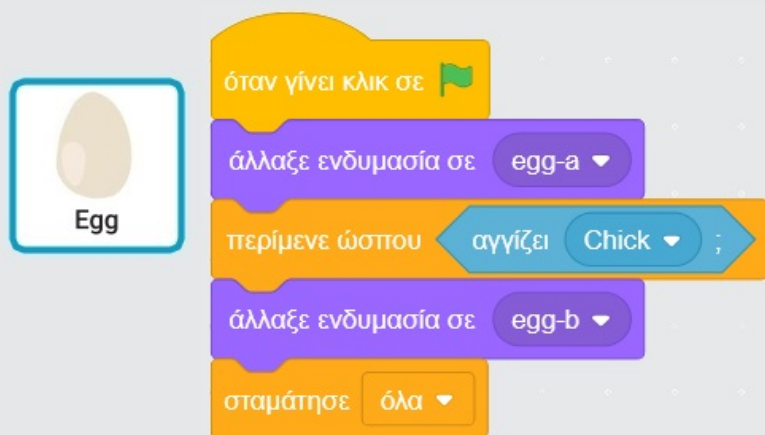 όταν γίνει κλικ σε
άλλαξε ενδυμασία σε egg-a
Egg
περίμενε ώσπου αγγίζει Chick ;
άλλαξε ενδυμασία σε egg-b
σταμάτησε όλα